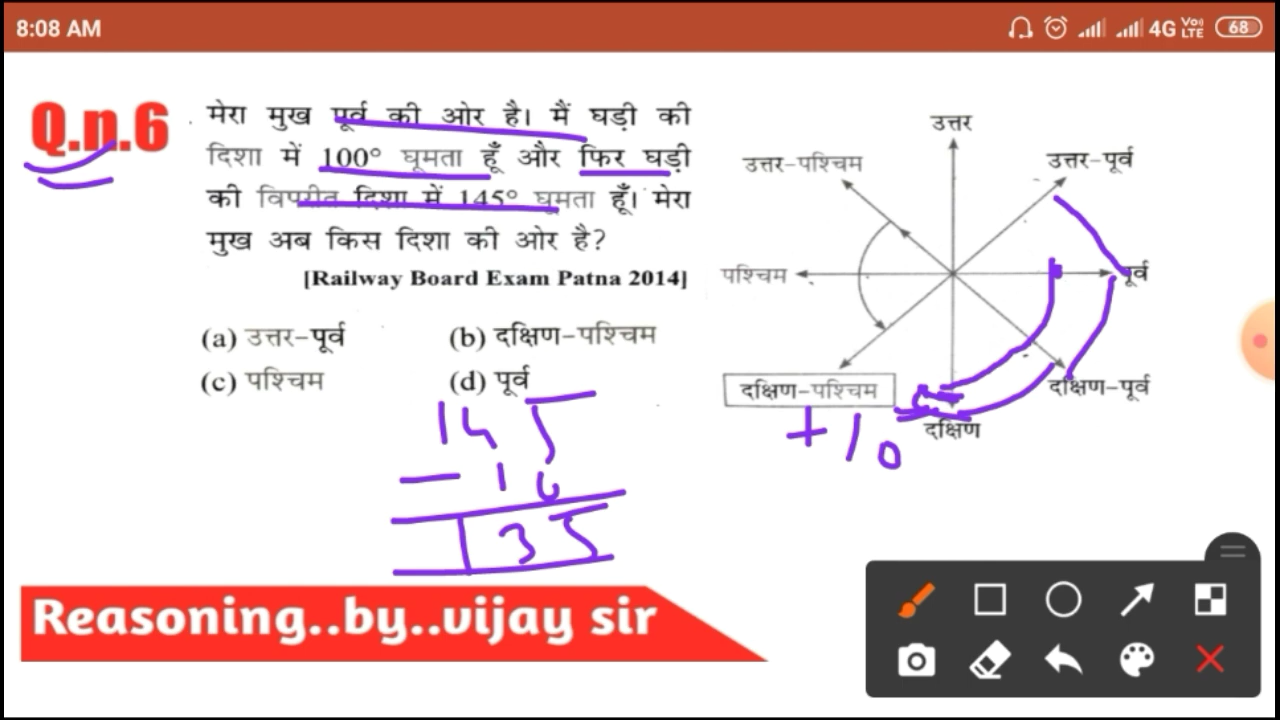 8:08 AM
4G VoI) LTE 68
Q.n.6
मेरा मुख पूर्व की ओर है। मैं घड़ी की
दिशा में 100° घूमता हूँ और फिर घड़ी
की विपरीत दिशा में 145° घूमता हूँ। मेरा
मुख अब किस दिशा की ओर है?
[Railway Board Exam Patna 2014]
(a) उत्तर-पूर्व (b) दक्षिण-पश्चिम
(c) पश्चिम (d) पूर्व
उत्तर
उत्तर-पश्चिम उत्तर-पूर्व
पश्चिम पूर्व
दक्षिण-पश्चिम दक्षिण-पूर्व
दक्षिण
+10
145
- 10
135
Reasoning..by..vijay sir